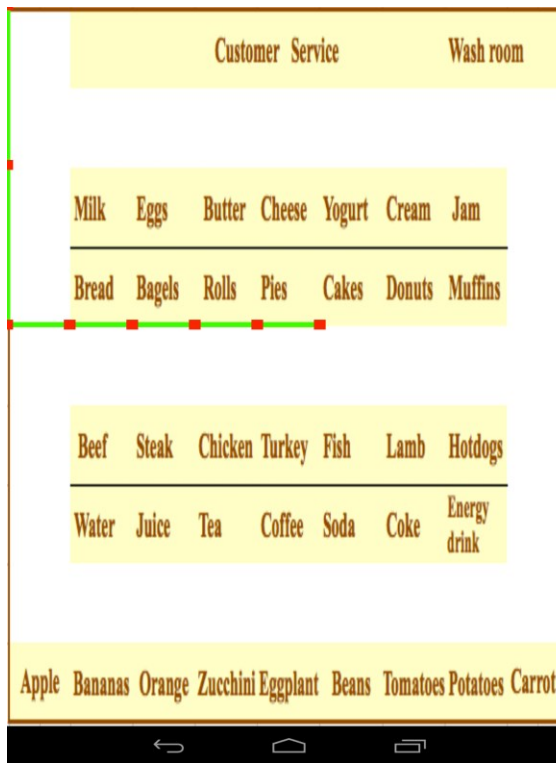 Customer Service Wash room
Milk Eggs Butter Cheese Yogurt Cream Jam
Bread Bagels Rolls Pies Cakes Donuts Muffins
Beef Steak Chicken Turkey Fish Lamb Hotdogs
Water Juice Tea Coffee Soda Coke Energy drink
Apple Bananas Orange Zucchini Eggplant Beans Tomatoes Potatoes Carrot